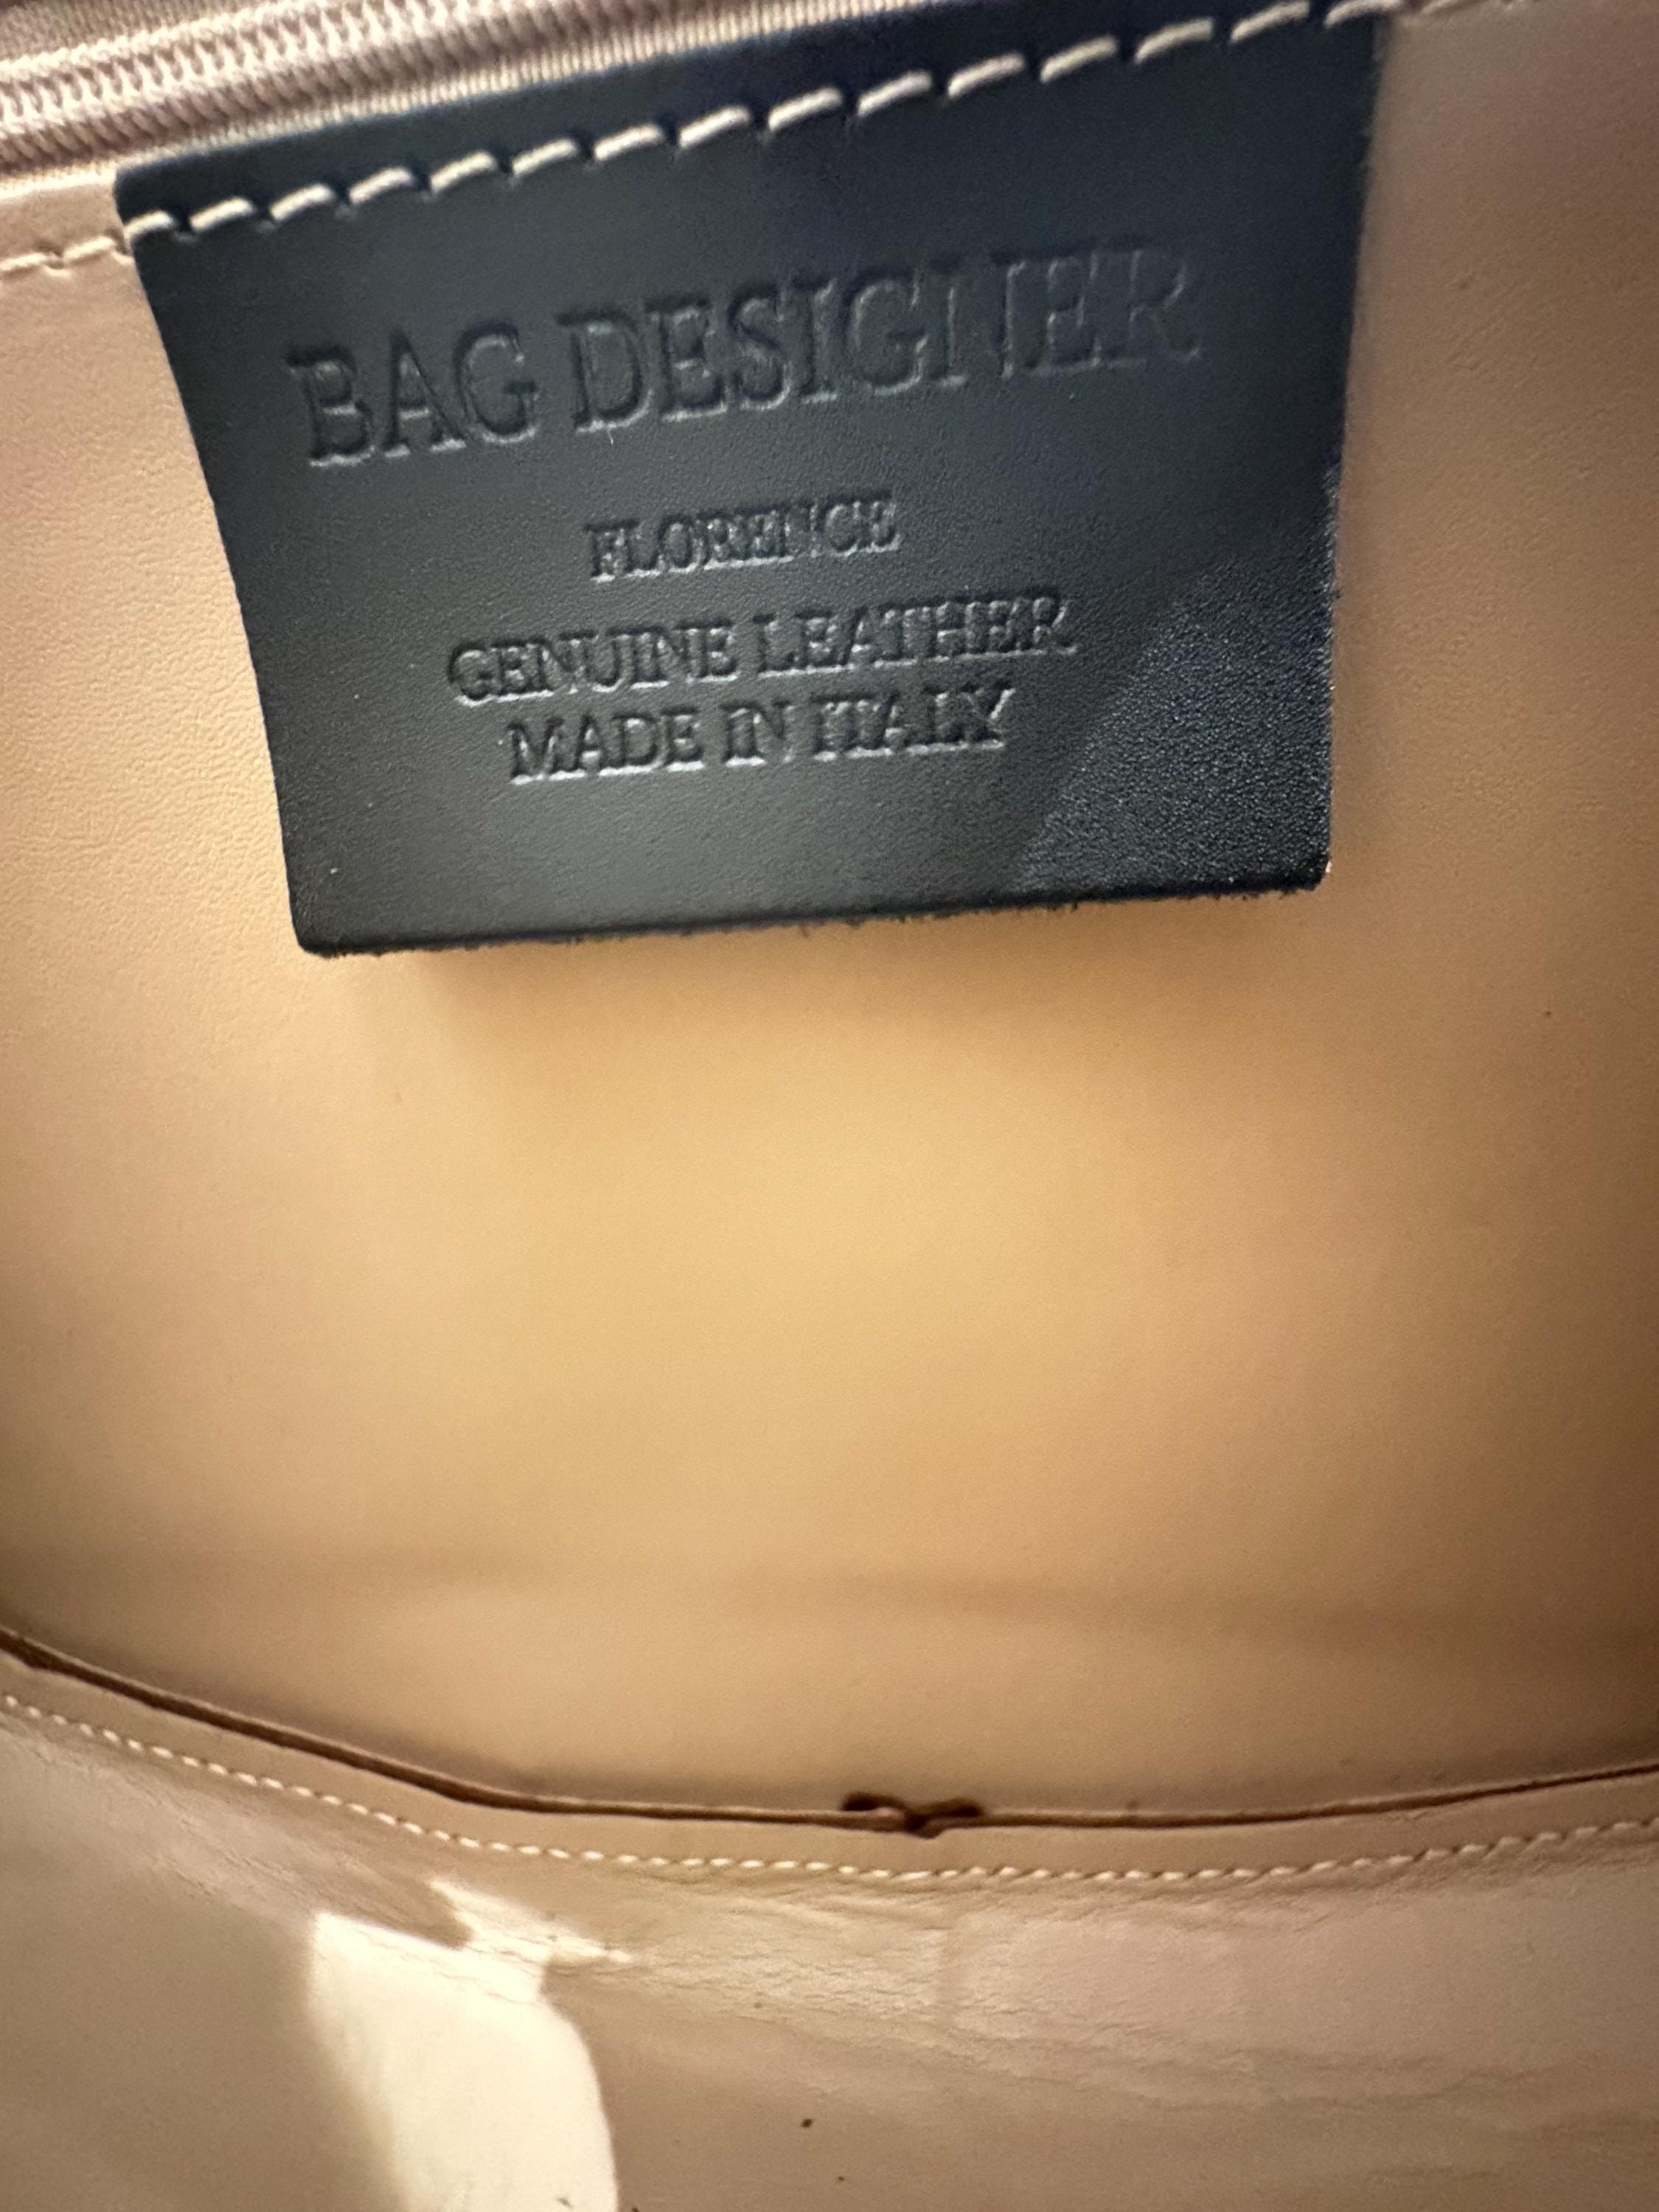 BAG DESIGNER
FLORENCE
GENUINE LEATHER
MADE IN ITALY